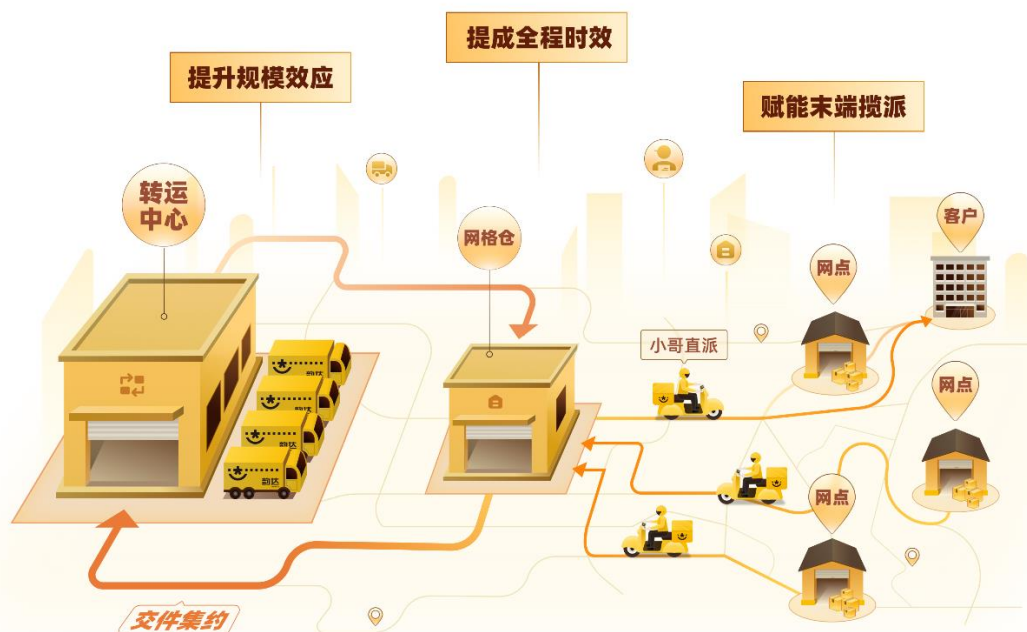 提成全程时效
提升规模效应
赋能末端揽派
转运
中心
网格仓
客户
网点
小哥直派
网点
韵达
网点
交件集约